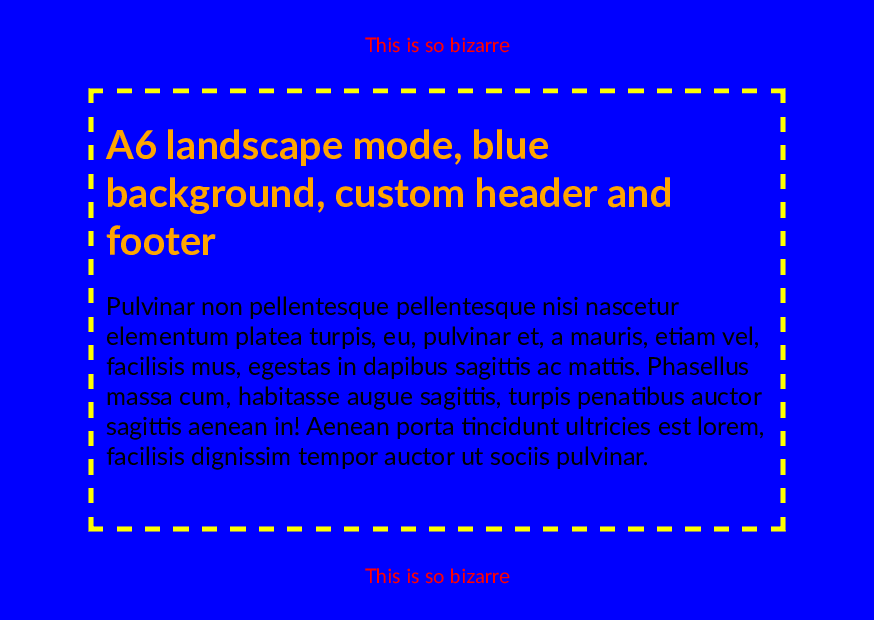 This is so bizarre
A6 landscape mode, blue
background, custom header and
footer
Pulvinar non pellentesque pellentesque nisi nascetur
elementum platea turpis, eu, pulvinar et, a mauris, etiam vel,
facilisis mus, egestas in dapibus sagittis ac mattis. Phasellus
massa cum, habitasse augue sagittis, turpis penatibus auctor
sagittis aenean in! Aenean porta tincidunt ultricies est lorem,
facilisis dignissim tempor auctor ut sociis pulvinar.
This is so bizarre